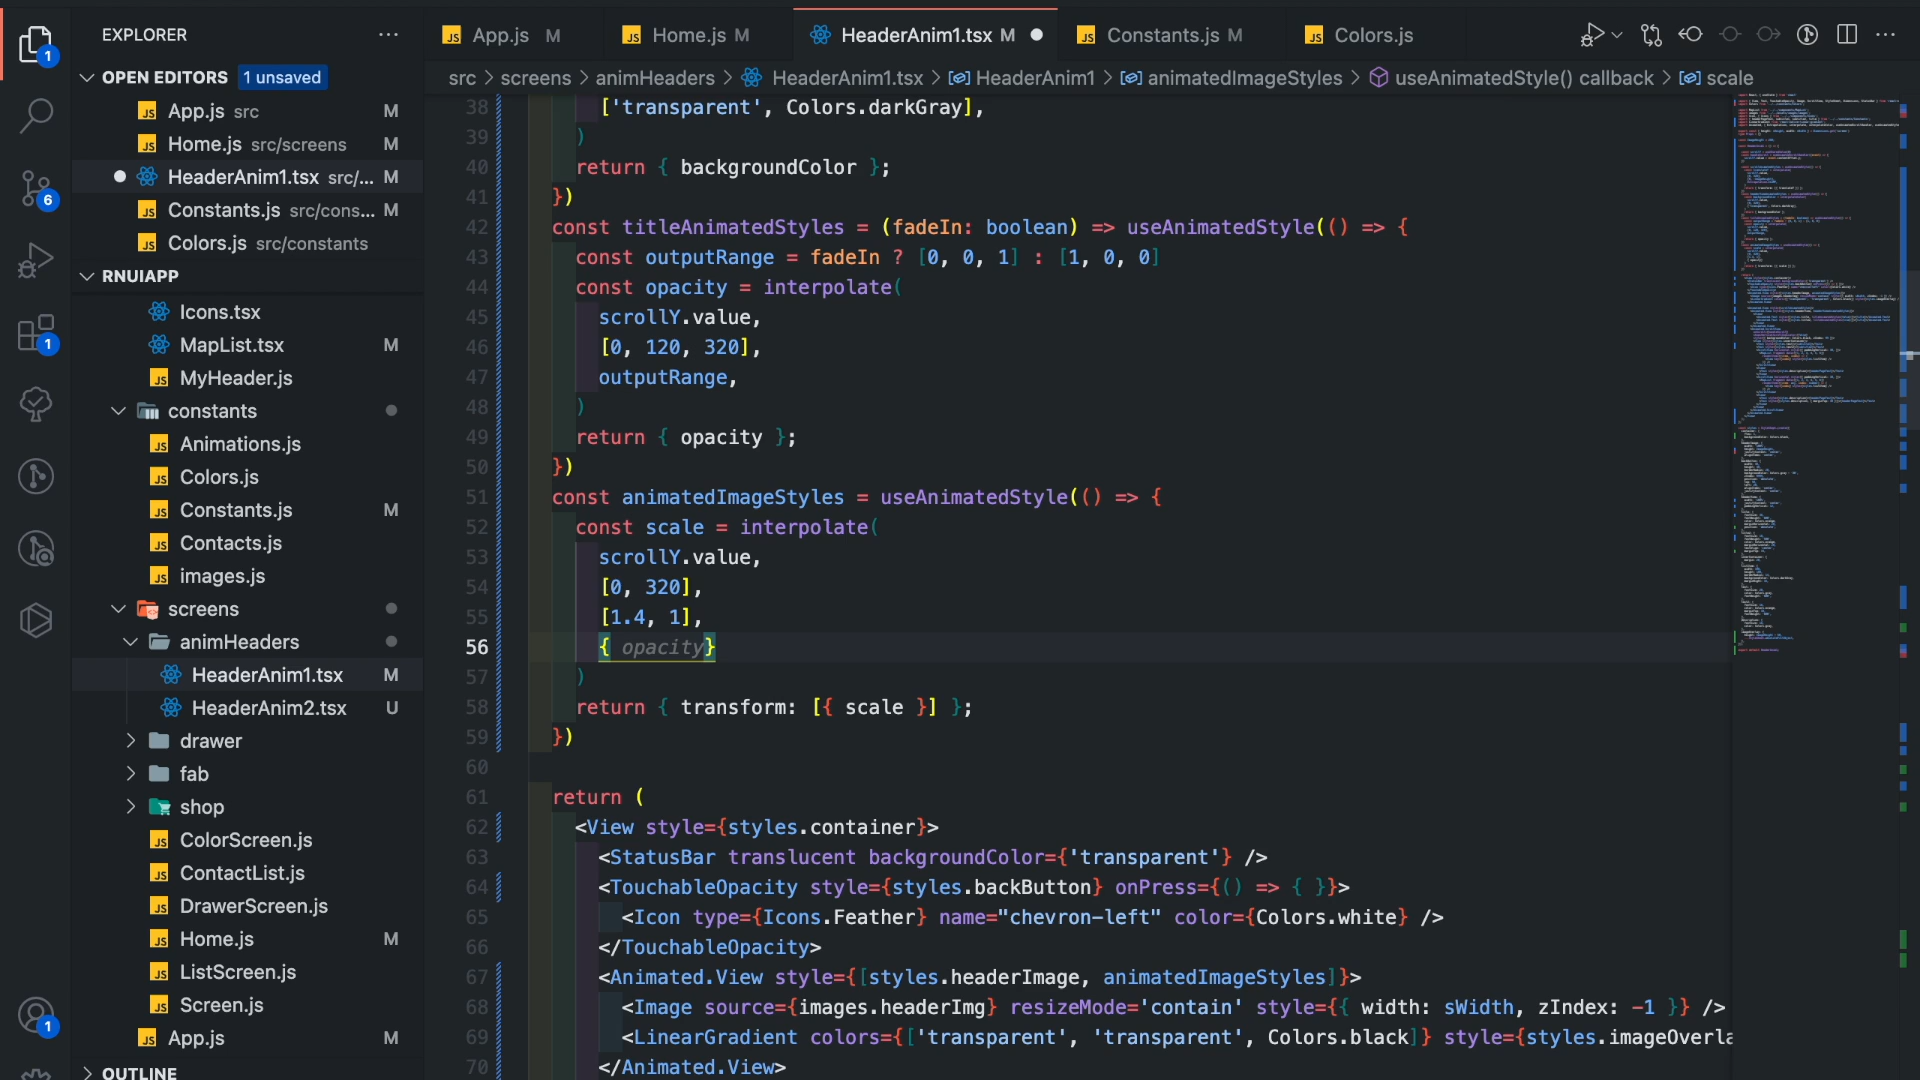 EXPLORER
OPEN EDITORS 1 unsaved
App.js src M
Home.js src/screens M
HeaderAnim1.tsx src/... M
Constants.js src/cons... M
Colors.js src/constants
RNUIAPP
Icons.tsx
MapList.tsx M
MyHeader.js
constants
Animations.js
Colors.js
Constants.js M
Contacts.js
images.js
screens
animHeaders
HeaderAnim1.tsx M
HeaderAnim2.tsx U
drawer
fab
shop
ColorScreen.js
ContactList.js
DrawerScreen.js
Home.js M
ListScreen.js
Screen.js
App.js M
OUTLINE
1
6
1
1
App.js M Home.js M HeaderAnim1.tsx M Constants.js M Colors.js
src > screens > animHeaders > HeaderAnim1.tsx > HeaderAnim1 > animatedImageStyles > useAnimatedStyle() callback > scale
38 ['transparent', Colors.darkGray],
39 )
40 return { backgroundColor };
41 })
42 const titleAnimatedStyles = (fadeIn: boolean) => useAnimatedStyle(() => {
43 const outputRange = fadeIn ? [0, 0, 1] : [1, 0, 0]
44 const opacity = interpolate(
45 scrollY.value,
46 [0, 120, 320],
47 outputRange,
48 )
49 return { opacity };
50 })
51 const animatedImageStyles = useAnimatedStyle(() => {
52 const scale = interpolate(
53 scrollY.value,
54 [0, 320],
55 [1.4, 1],
56 { opacity}
57 )
58 return { transform: [{ scale }] };
59 })
60
61 return (
62 <View style={styles.container}>
63 <StatusBar translucent backgroundColor={'transparent'} />
64 <TouchableOpacity style={styles.backButton} onPress={() => { }}>
65 <Icon type={Icons.Feather} name="chevron-left" color={Colors.white} />
66 </TouchableOpacity>
67 <Animated.View style={[styles.headerImage, animatedImageStyles]}>
68 <Image source={images.headerImg} resizeMode='contain' style={{ width: sWidth, zIndex: -1 }} />
69 <LinearGradient colors={['transparent', 'transparent', Colors.black]} style={styles.imageOverla
70 </Animated.View>